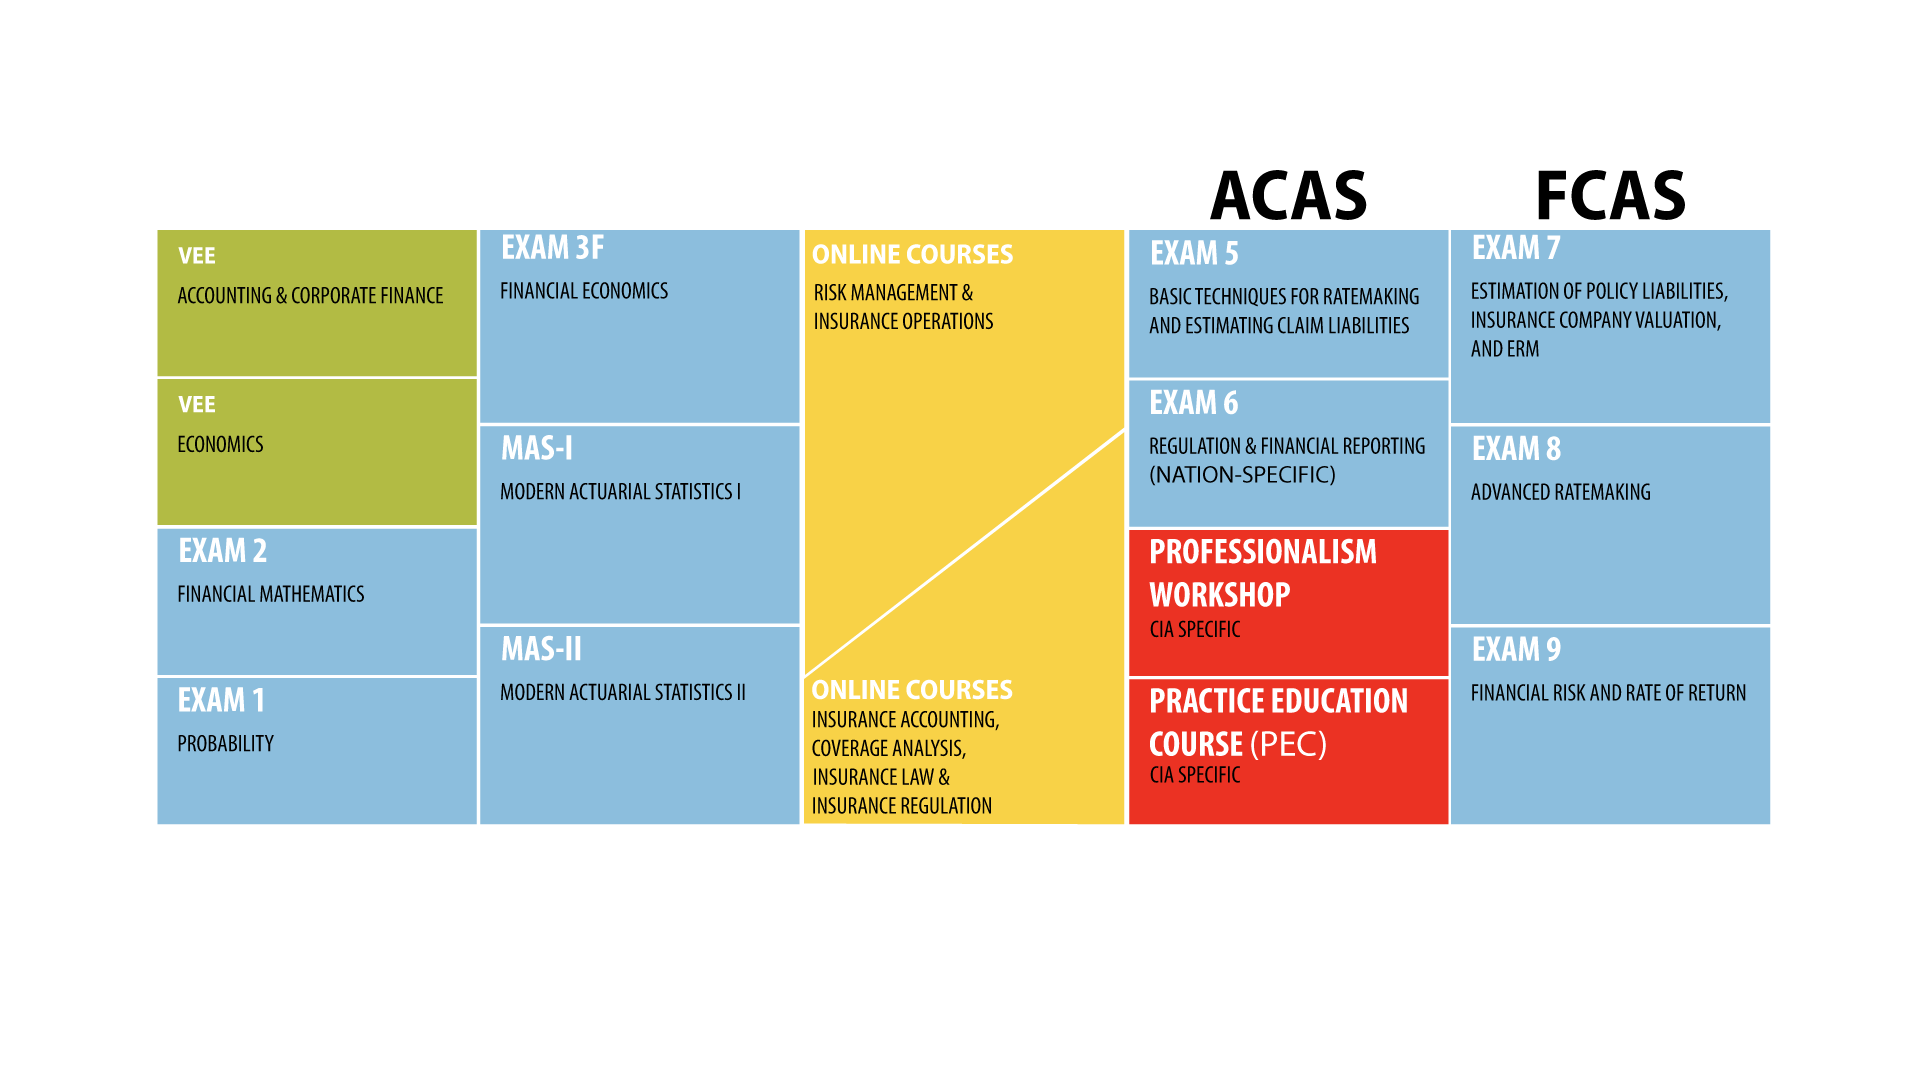 ACAS
FCAS
VEE
ACCOUNTING & CORPORATE FINANCE
VEE
ECONOMICS
EXAM 2
FINANCIAL MATHEMATICS
EXAM 1
PROBABILITY
EXAM 3F
FINANCIAL ECONOMICS
MAS-I
MODERN ACTUARIAL STATISTICS I
MAS-II
MODERN ACTUARIAL STATISTICS II
ONLINE COURSES
RISK MANAGEMENT &
INSURANCE OPERATIONS
ONLINE COURSES
INSURANCE ACCOUNTING,
COVERAGE ANALYSIS,
INSURANCE LAW &
INSURANCE REGULATION
EXAM 5
BASIC TECHNIQUES FOR RATEMAKING
AND ESTIMATING CLAIM LIABILITIES
EXAM 6
REGULATION & FINANCIAL REPORTING
(NATION-SPECIFIC)
PROFESSIONALISM
WORKSHOP
CIA SPECIFIC
PRACTICE EDUCATION
COURSE (PEC)
CIA SPECIFIC
EXAM 7
ESTIMATION OF POLICY LIABILITIES,
INSURANCE COMPANY VALUATION,
AND ERM
EXAM 8
ADVANCED RATEMAKING
EXAM 9
FINANCIAL RISK AND RATE OF RETURN